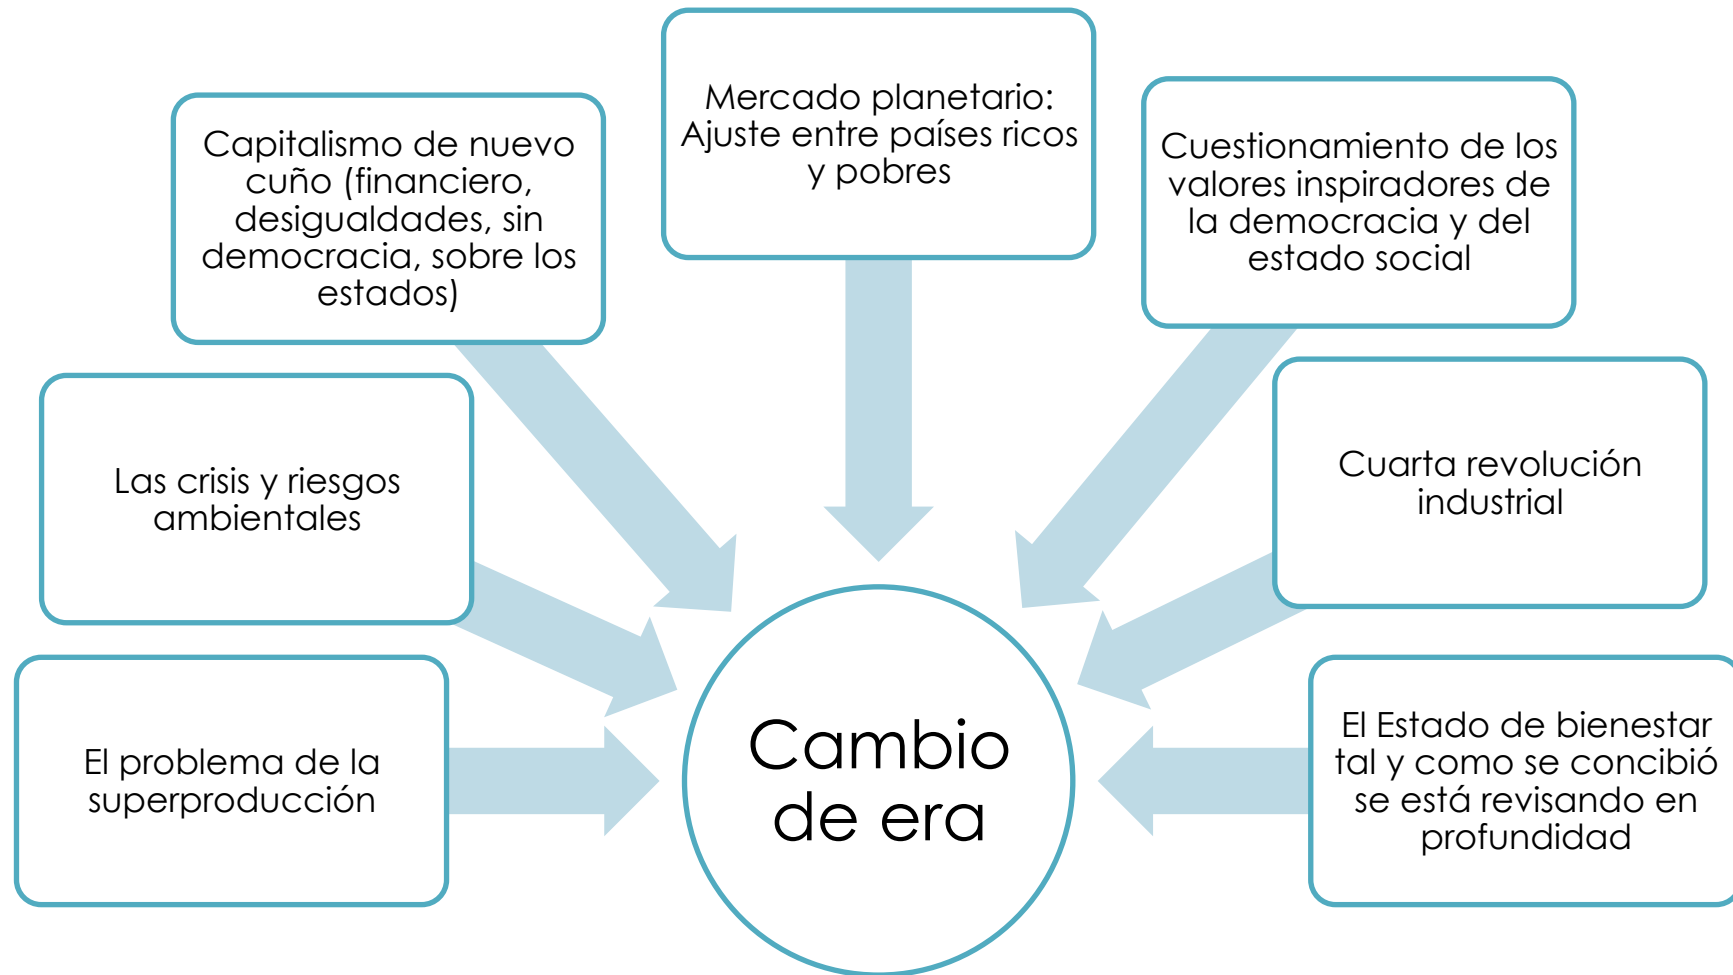 Mercado planetario:
Ajuste entre países ricos
y pobres
Capitalismo de nuevo
cuño (financiero,
desigualdades, sin
democracia, sobre los
estados)
Cuestionamiento de los
valores inspiradores de
la democracia y del
estado social
Las crisis y riesgos
ambientales
Cuarta revolución
industrial
El problema de la
superproducción
Cambio
de era
El Estado de bienestar
tal y como se concibió
se está revisando en
profundidad